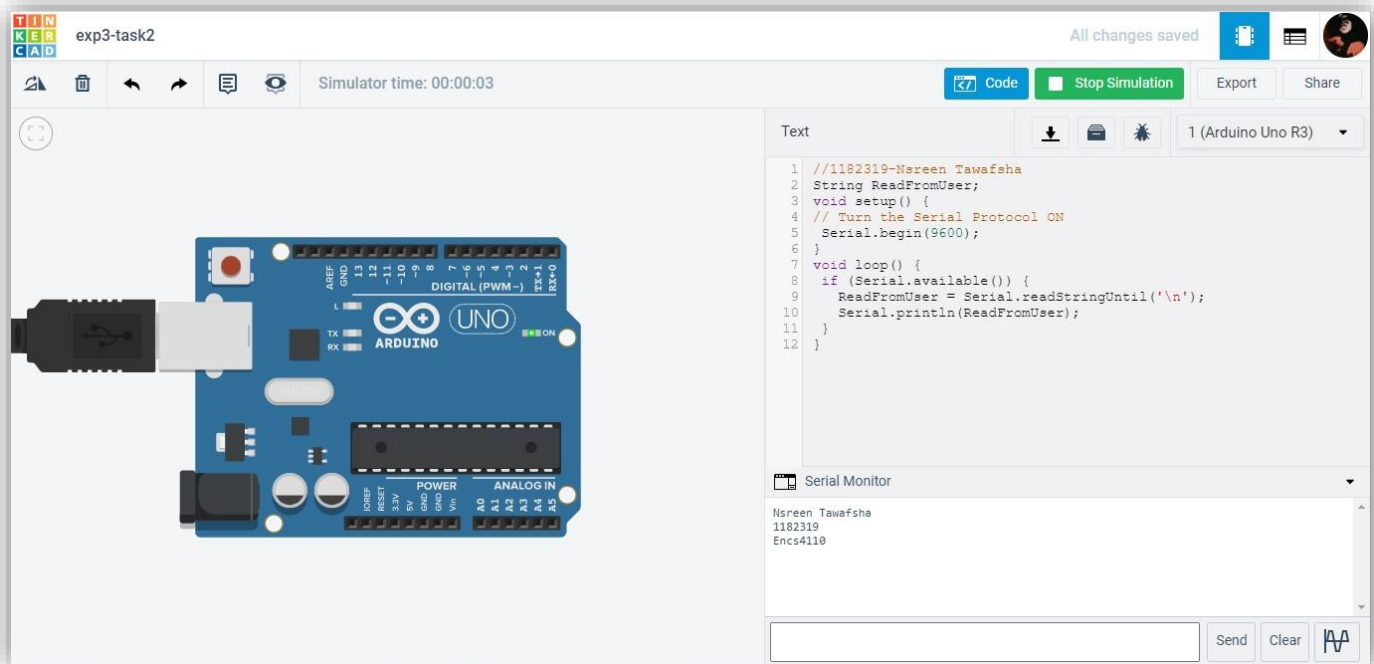 TIN
KER
CAD
exp3-task2
All changes saved
Simulator time: 00:00:03
Code
Stop Simulation
Export
Share
Text
1 (Arduino Uno R3)
1 //1182319-Nsreen Tawafsha
2 String ReadFromUser;
3 void setup() {
4 // Turn the Serial Protocol ON
5 Serial.begin(9600);
6 }
7 void loop() {
8 if (Serial.available()) {
9 ReadFromUser = Serial.readStringUntil('\n');
10 Serial.println(ReadFromUser);
11 }
12 }
AREF
GND
13
12
~11
~10
~9
8
7
~6
~5
4
~3
2
TX→1
RX←0
DIGITAL (PWM~)
L
TX
RX
UNO
ARDUINO
ON
POWER
ANALOG IN
IOREF
RESET
3.3V
5V
GND
GND
Vin
A0
A1
A2
A3
A4
A5
Serial Monitor
Nsreen Tawafsha
1182319
Encs4110
Send
Clear